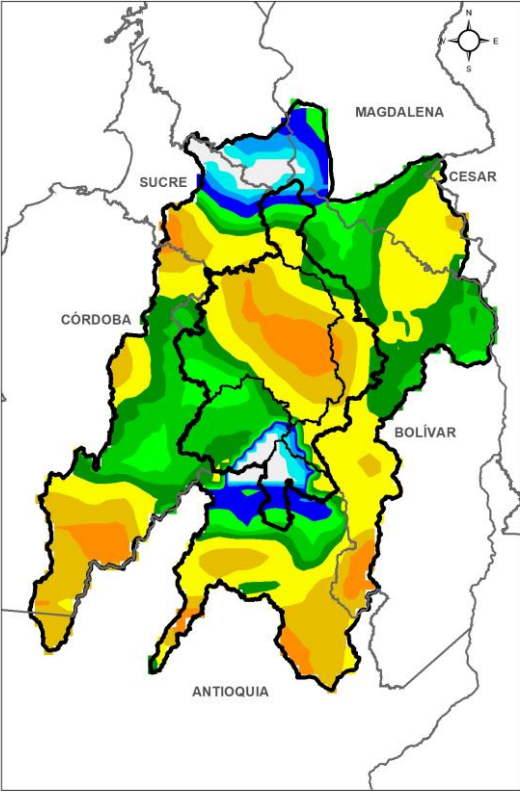 N
W E
S
MAGDALENA
CESAR
SUCRE
CÓRDOBA
BOLÍVAR
ANTIOQUIA